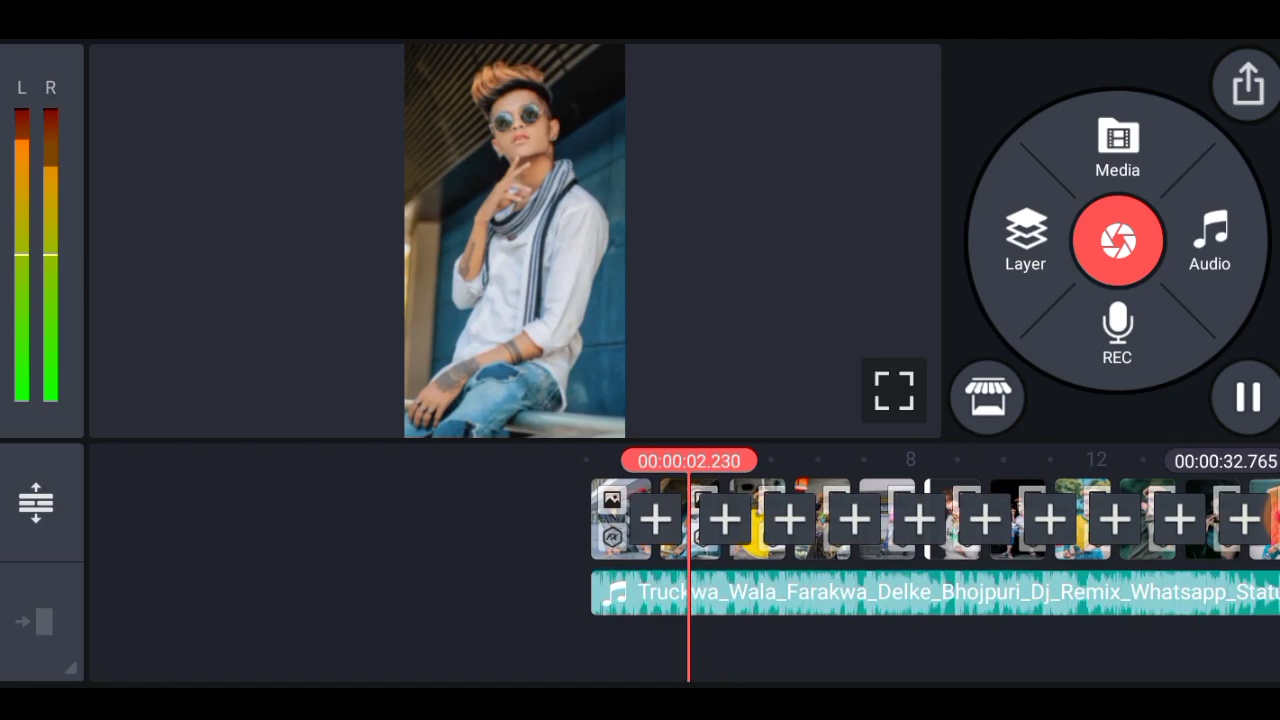 L R
Media
Layer
Audio
REC
00:00:02.230
8
12
00:00:32.765
Truckwa_Wala_Farakwa_Delke_Bhojpuri_Dj_Remix_Whatsapp_Statu